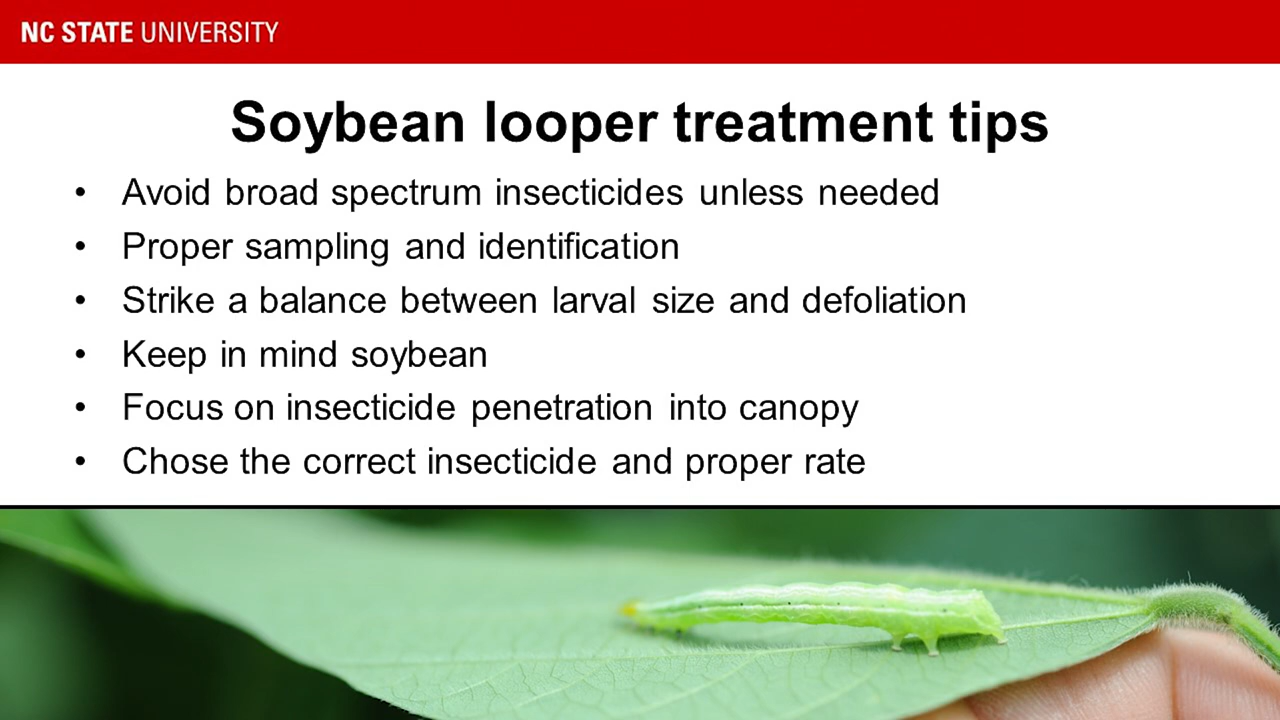 NC STATE UNIVERSITY
Soybean looper treatment tips
• Avoid broad spectrum insecticides unless needed
• Proper sampling and identification
• Strike a balance between larval size and defoliation
• Keep in mind soybean
• Focus on insecticide penetration into canopy
• Chose the correct insecticide and proper rate